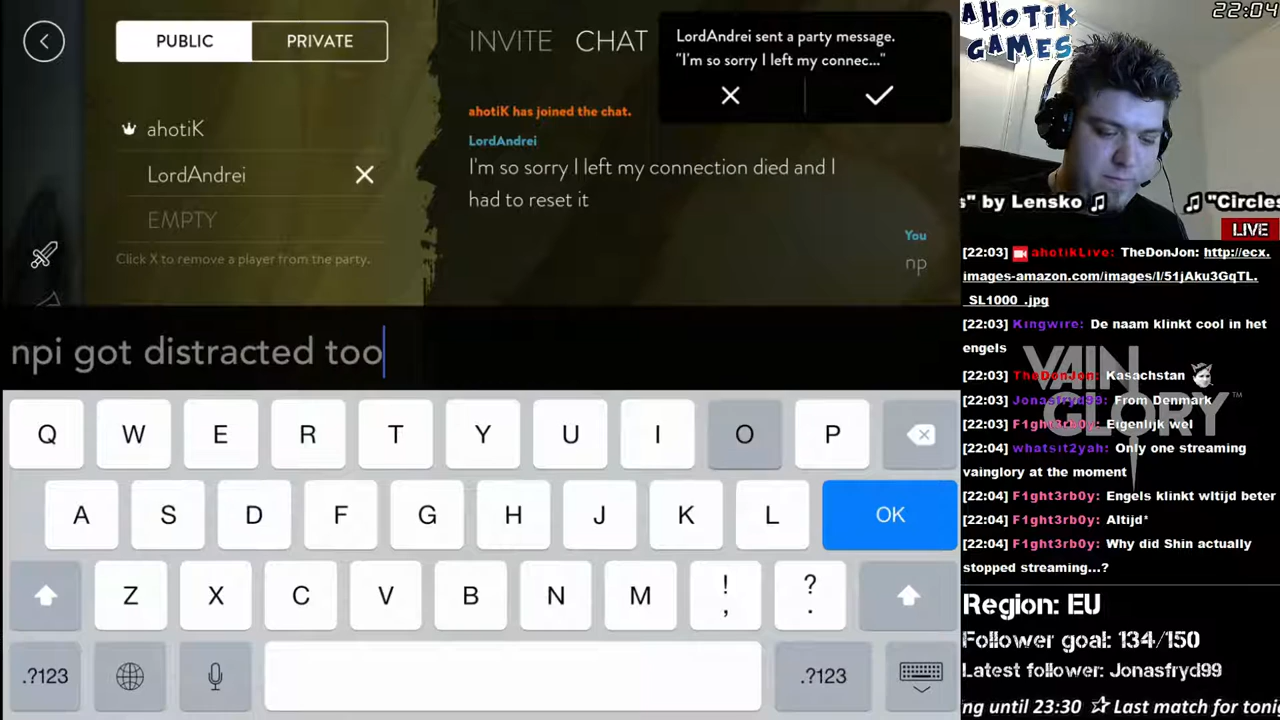 PUBLIC
PRIVATE
ahotiK
LordAndrei
EMPTY
Click X to remove a player from the party.
INVITE
CHAT
ahotiK has joined the chat.
LordAndrei
I'm so sorry I left my connection died and I
had to reset it
You
np
LordAndrei sent a party message.
"I'm so sorry I left my connec..."
npi got distracted too
Q W E R T Y U I O P
A S D F G H J K L OK
Z X C V B N M ! , ? .
.?123
.?123
AHOTIK
GAMES
22:04
s" by Lensko ♫ ♫ "Circles
LIVE
[22:03] ahotikLive: TheDonJon: http://ecx.
images-amazon.com/images/I/51jAku3GqTL.
_SL1000_.jpg
[22:03] Kingwire: De naam klinkt cool in het
engels
[22:03] TheDonJon: Kasachstan
[22:03] Jonasfryd99: From Denmark
[22:03] F1ght3rb0y: Eigenlijk wel
[22:04] whatsit2yah: Only one streaming
vainglory at the moment
[22:04] F1ght3rb0y: Engels klinkt wltijd beter
[22:04] F1ght3rb0y: Altijd*
[22:04] F1ght3rb0y: Why did Shin actually
stopped streaming...?
VAIN
GLORY™
Region: EU
Follower goal: 134/150
Latest follower: Jonasfryd99
ng until 23:30 ☆ Last match for toni